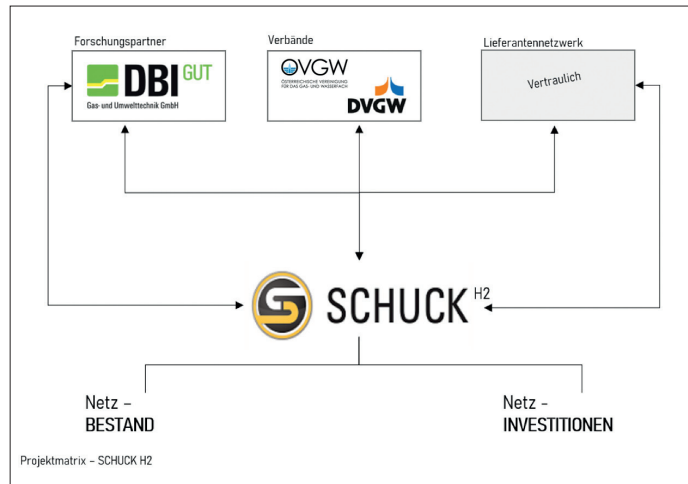 Forschungspartner
Verbände
Lieferantennetzwerk
DBI GUT
Gas- und Umwelttechnik GmbH
ÖVGW
ÖSTERREICHISCHE VEREINIGUNG
FÜR DAS GAS- UND WASSERFACH
DVGW
Vertraulich
SCHUCK H2
Netz –
BESTAND
Netz –
INVESTITIONEN
Projektmatrix – SCHUCK H2